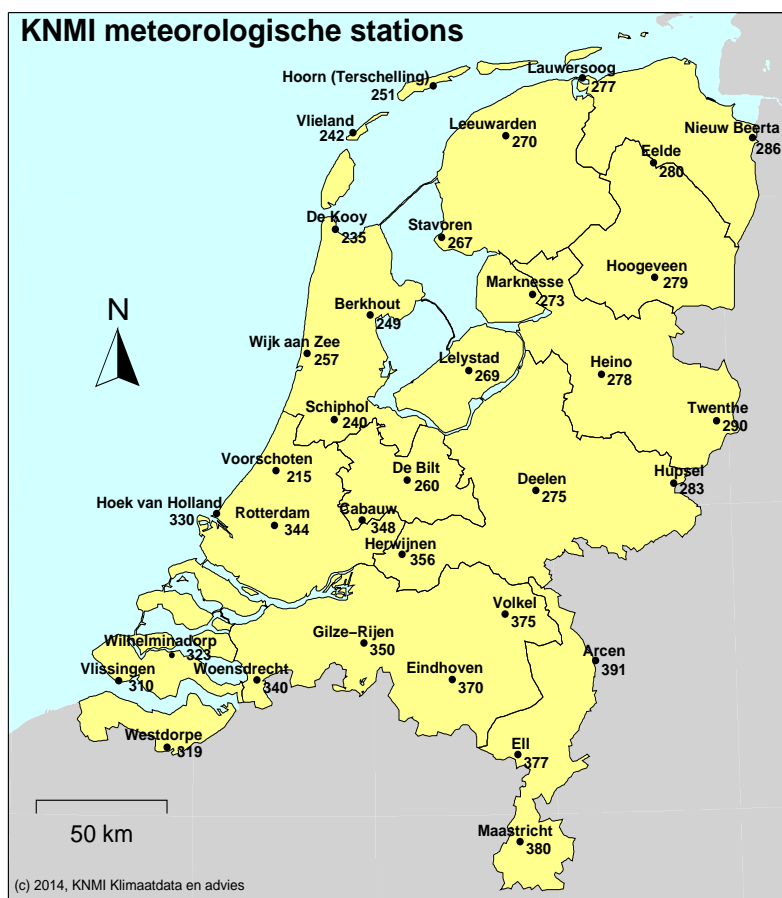 KNMI meteorologische stations
Lauwersoog
277
Hoorn (Terschelling)
251
Vlieland
242
Leeuwarden
270
Nieuw Beerta
286
Eelde
280
De Kooy
235
Stavoren
267
Hoogeveen
279
Marknesse
273
N
Berkhout
249
Wijk aan Zee
257
Lelystad
269
Heino
278
Schiphol
240
Twenthe
290
Voorschoten
215
De Bilt
260
Deelen
275
Hupsel
283
Hoek van Holland
330
Rotterdam
344
Cabauw
348
Herwijnen
356
Volkel
375
Wilhelminadorp
323
Gilze−Rijen
350
Arcen
391
Vlissingen
310
Woensdrecht
340
Eindhoven
370
Westdorpe
319
Ell
377
50 km
Maastricht
380
(c) 2014, KNMI Klimaatdata en advies